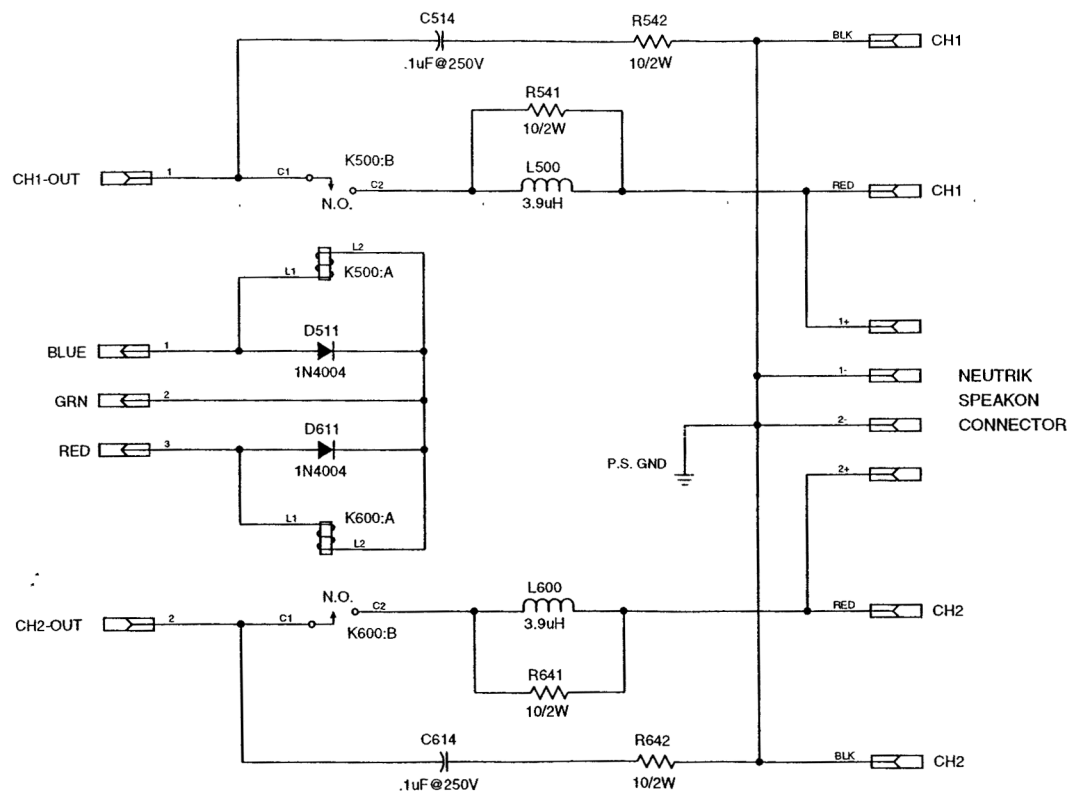 C514
R542
BLK
CH1
.1uF@250V
10/2W
R541
10/2W
CH1-OUT
1
C1
K500:B
C2
L500
RED
CH1
N.O.
3.9uH
L2
L1
K500:A
D511
1+
BLUE
1
1N4004
1-
NEUTRIK
GRN
2
SPEAKON
D611
2-
CONNECTOR
RED
3
1N4004
P.S. GND
2+
L1
K600:A
L2
N.O.
C2
L600
RED
CH2
CH2-OUT
2
C1
K600:B
3.9uH
R641
10/2W
C614
R642
BLK
CH2
.1uF@250V
10/2W